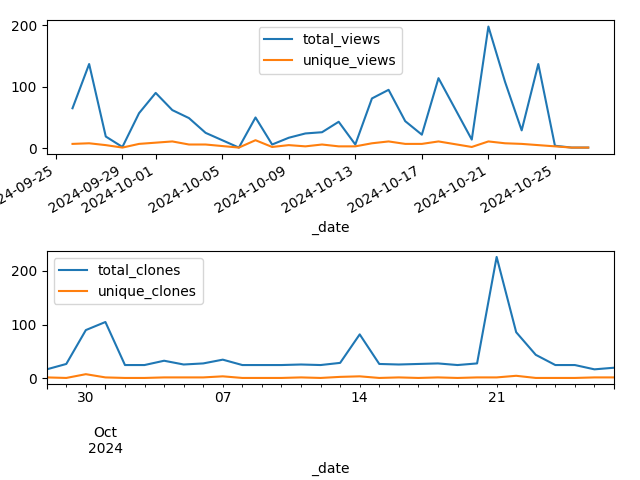 200
100
0
total_views
unique_views
24-09-25
2024-09-29
2024-10-01
2024-10-05
2024-10-09
2024-10-13
2024-10-17
2024-10-21
2024-10-25
_date
200
100
0
total_clones
unique_clones
30
07
14
21
Oct
2024
_date